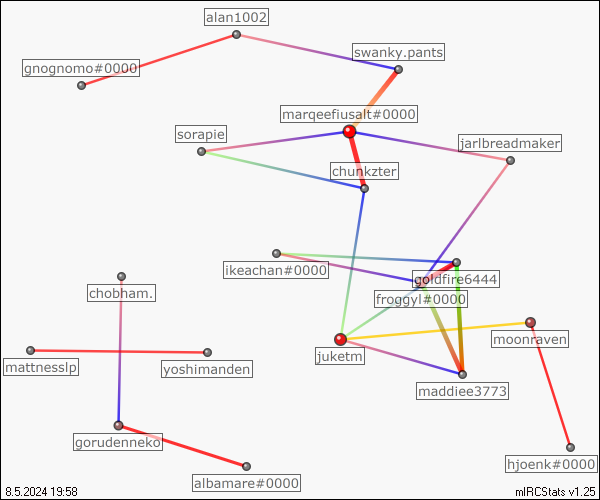 alan1002
swanky.pants
gnognomo#0000
marqeefiusalt#0000
sorapie
jarlbreadmaker
chunkzter
ikeachan#0000
goldfire6444
chobham.
froggyl#0000
moonraven
juketm
mattnesslp
yoshimanden
maddiee3773
gorudenneko
hjoenk#0000
albamare#0000
8.5.2024 19:58
mIRCStats v1.25